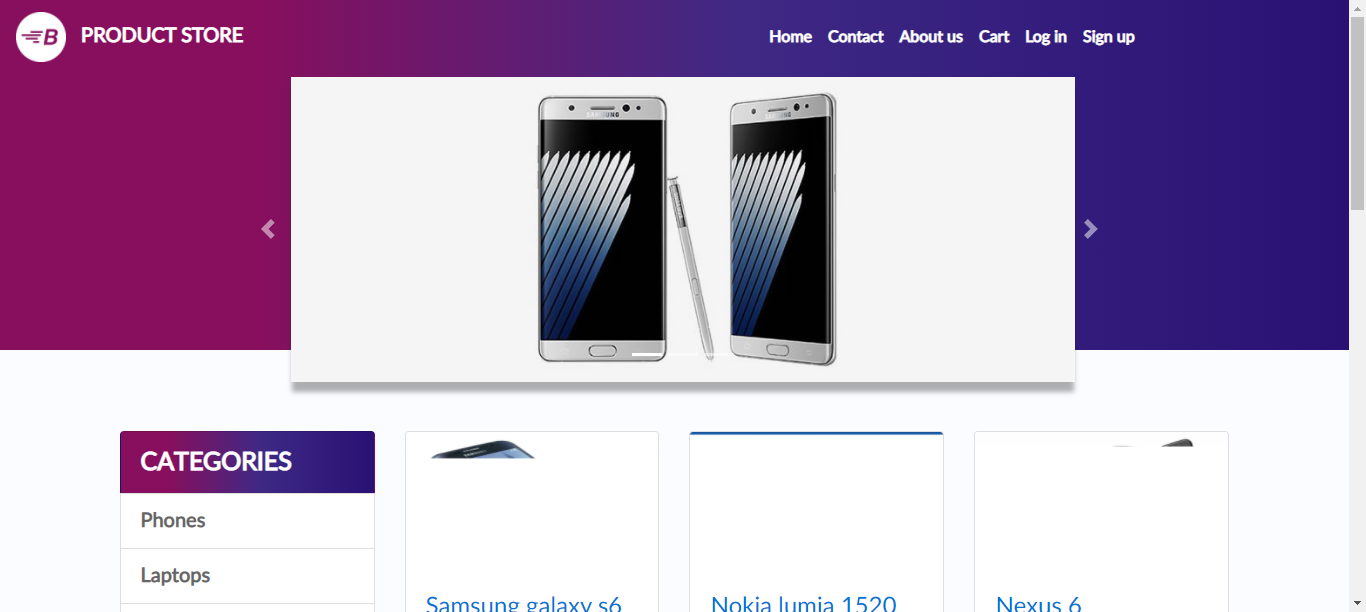 B PRODUCT STORE
Home Contact About us Cart Log in Sign up
SAMSUNG SAMSUNG
CATEGORIES
Phones
Laptops
Samsung galaxy s6
Nokia lumia 1520
Nexus 6